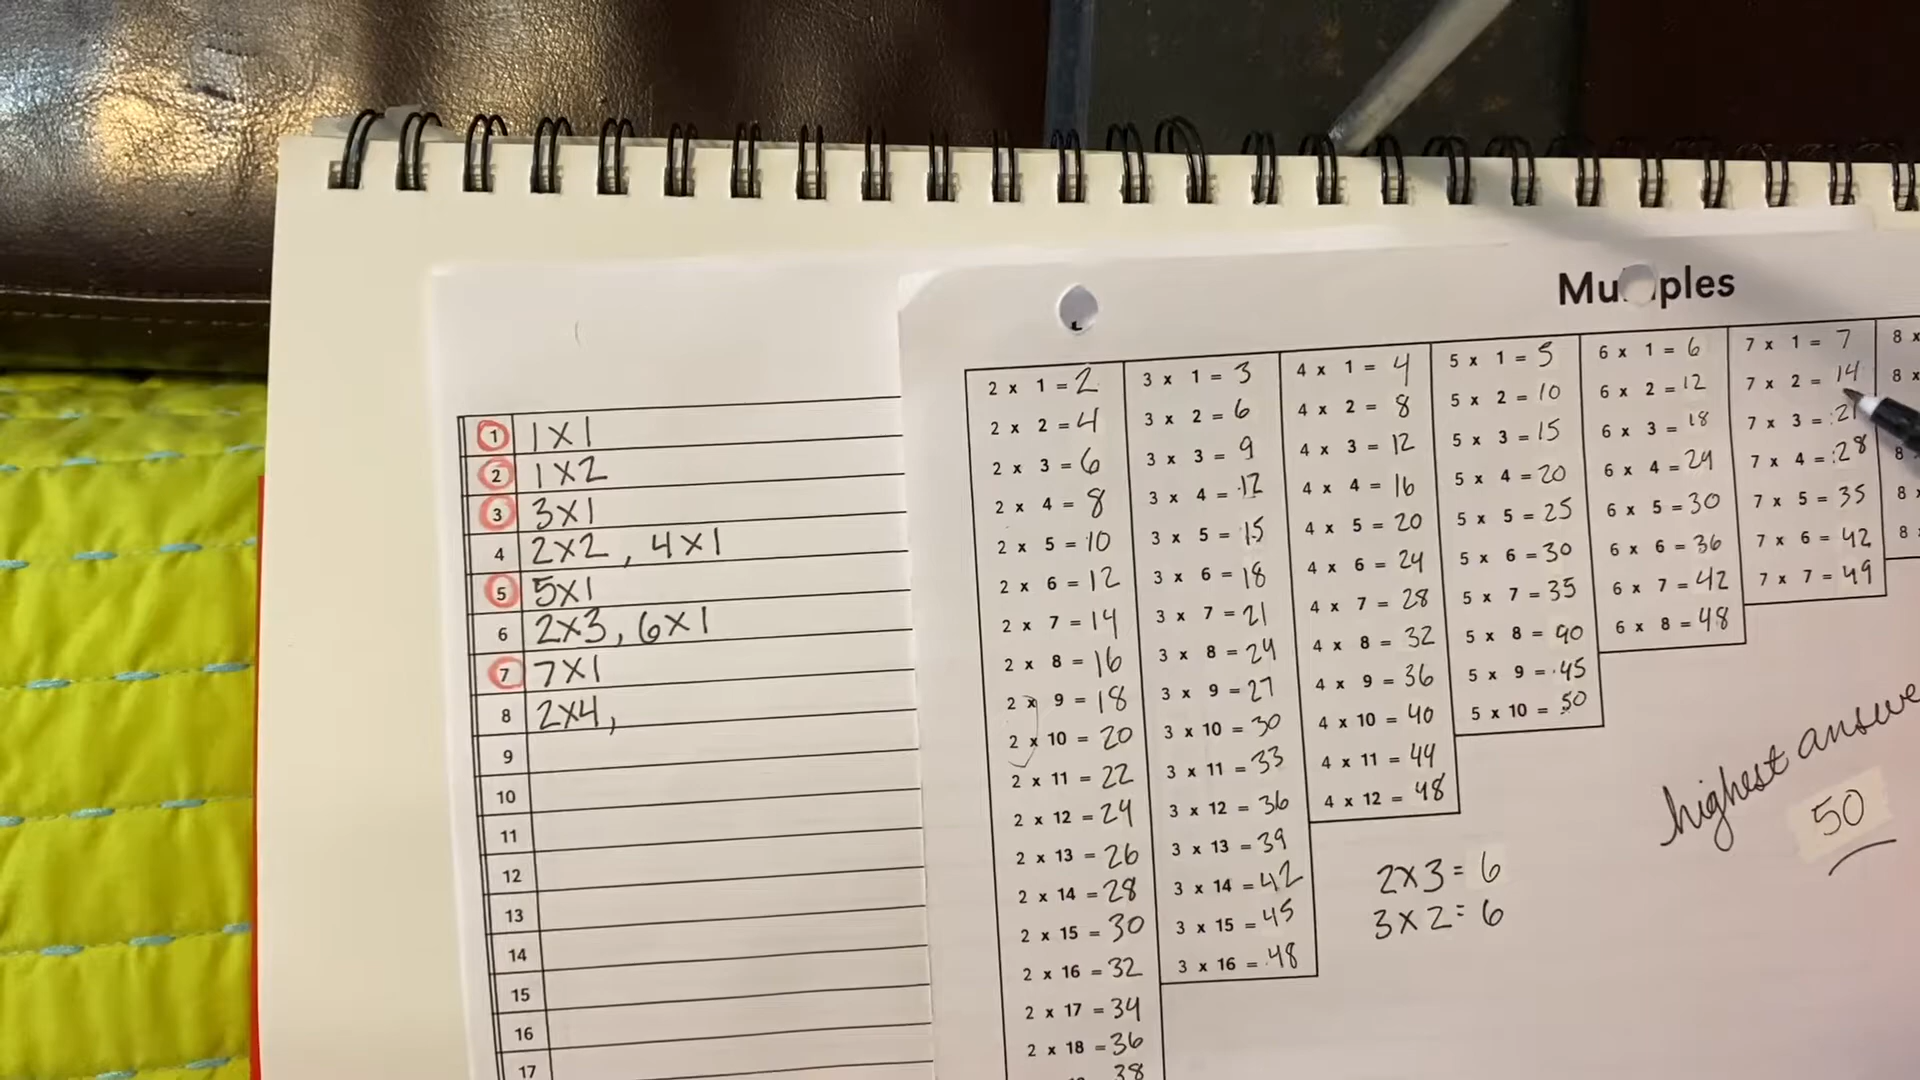 Mu ples
1 1X1
2 1X2
3 3X1
4 2X2, 4X1
5 5X1
6 2X3, 6X1
7 7X1
8 2X4,
9
10
11
12
13
14
15
16
17
2 x 1 = 2
2 x 2 = 4
2 x 3 = 6
2 x 4 = 8
2 x 5 = 10
2 x 6 = 12
2 x 7 = 14
2 x 8 = 16
2 x 9 = 18
2 x 10 = 20
2 x 11 = 22
2 x 12 = 24
2 x 13 = 26
2 x 14 = 28
2 x 15 = 30
2 x 16 = 32
2 x 17 = 34
2 x 18 = 36
38
3 x 1 = 3
3 x 2 = 6
3 x 3 = 9
3 x 4 = 12
3 x 5 = 15
3 x 6 = 18
3 x 7 = 21
3 x 8 = 24
3 x 9 = 27
3 x 10 = 30
3 x 11 = 33
3 x 12 = 36
3 x 13 = 39
3 x 14 = 42
3 x 15 = 45
3 x 16 = 48
4 x 1 = 4
4 x 2 = 8
4 x 3 = 12
4 x 4 = 16
4 x 5 = 20
4 x 6 = 24
4 x 7 = 28
4 x 8 = 32
4 x 9 = 36
4 x 10 = 40
4 x 11 = 44
4 x 12 = 48
5 x 1 = 5
5 x 2 = 10
5 x 3 = 15
5 x 4 = 20
5 x 5 = 25
5 x 6 = 30
5 x 7 = 35
5 x 8 = 40
5 x 9 = 45
5 x 10 = 50
6 x 1 = 6
6 x 2 = 12
6 x 3 = 18
6 x 4 = 24
6 x 5 = 30
6 x 6 = 36
6 x 7 = 42
6 x 8 = 48
7 x 1 = 7
7 x 2 = 14
7 x 3 = 21
7 x 4 = 28
7 x 5 = 35
7 x 6 = 42
7 x 7 = 49
8 x
8 x
8
8 x
8
2X3=6
3X2=6
highest answe
50